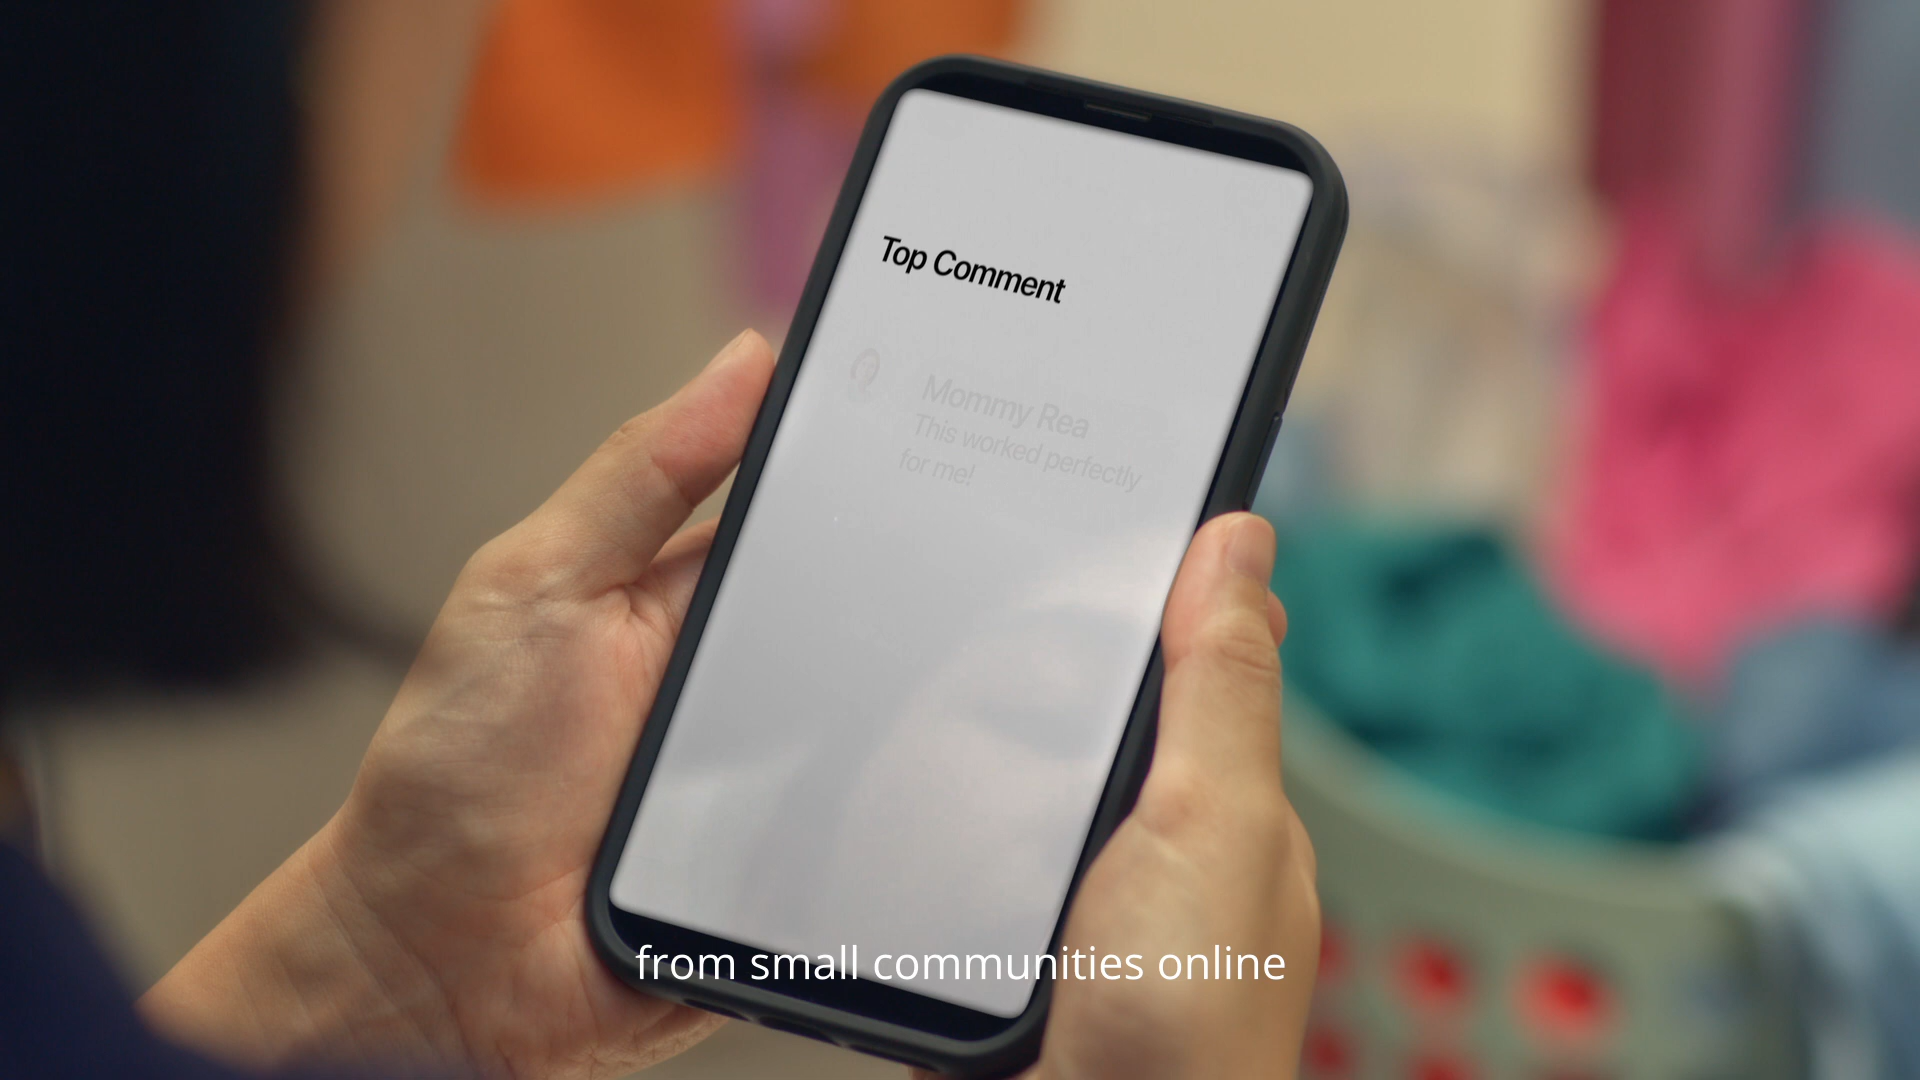 Top Comment
Mommy Rea
This worked perfectly
for me!
from small communities online